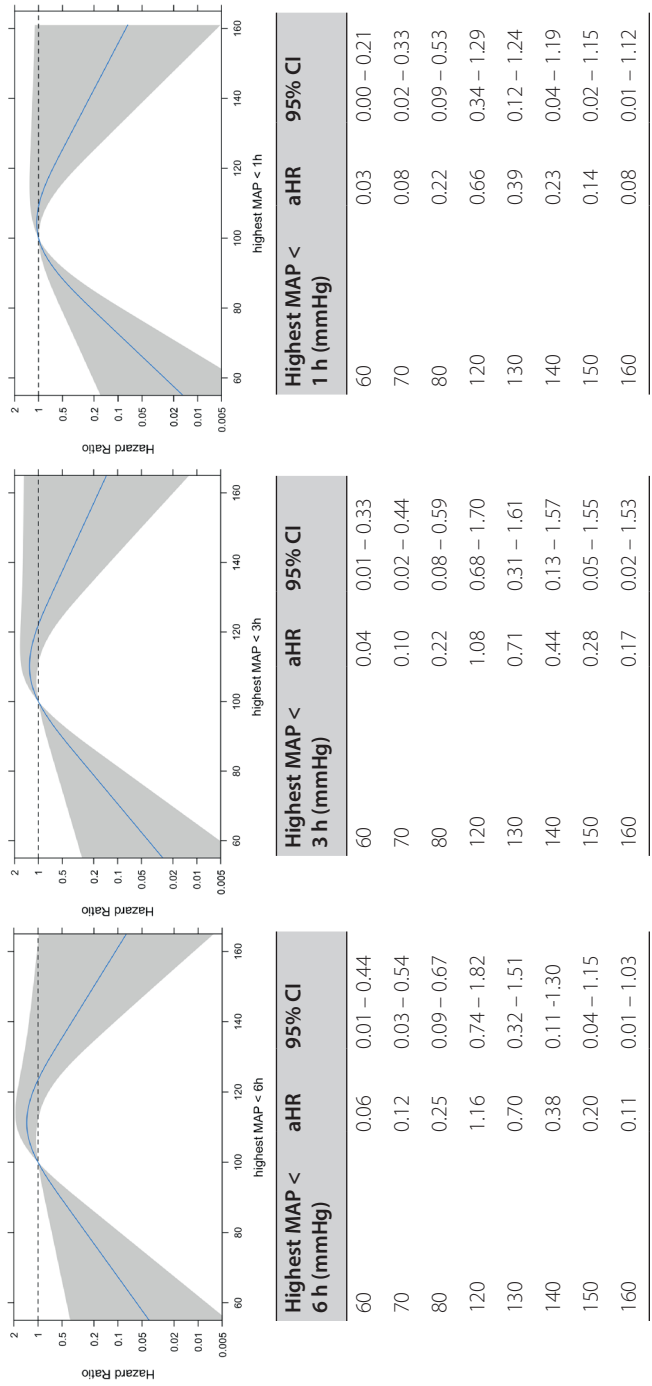 Hazard Ratio
2
1
0.5
0.2
0.1
0.05
0.02
0.01
0.005
60 80 100 120 140 160
highest MAP < 6h
Highest MAP < 6 h (mmHg) aHR 95% CI
60 0.06 0.01 – 0.44
70 0.12 0.03 – 0.54
80 0.25 0.09 – 0.67
120 1.16 0.74 – 1.82
130 0.70 0.32 – 1.51
140 0.38 0.11 -1.30
150 0.20 0.04 – 1.15
160 0.11 0.01 – 1.03
Hazard Ratio
2
1
0.5
0.2
0.1
0.05
0.02
0.01
0.005
60 80 100 120 140 160
highest MAP < 3h
Highest MAP < 3 h (mmHg) aHR 95% CI
60 0.04 0.01 – 0.33
70 0.10 0.02 – 0.44
80 0.22 0.08 – 0.59
120 1.08 0.68 – 1.70
130 0.71 0.31 – 1.61
140 0.44 0.13 – 1.57
150 0.28 0.05 – 1.55
160 0.17 0.02 – 1.53
Hazard Ratio
2
1
0.5
0.2
0.1
0.05
0.02
0.01
0.005
60 80 100 120 140 160
highest MAP < 1h
Highest MAP < 1 h (mmHg) aHR 95% CI
60 0.03 0.00 – 0.21
70 0.08 0.02 – 0.33
80 0.22 0.09 – 0.53
120 0.66 0.34 – 1.29
130 0.39 0.12 – 1.24
140 0.23 0.04 – 1.19
150 0.14 0.02 – 1.15
160 0.08 0.01 – 1.12